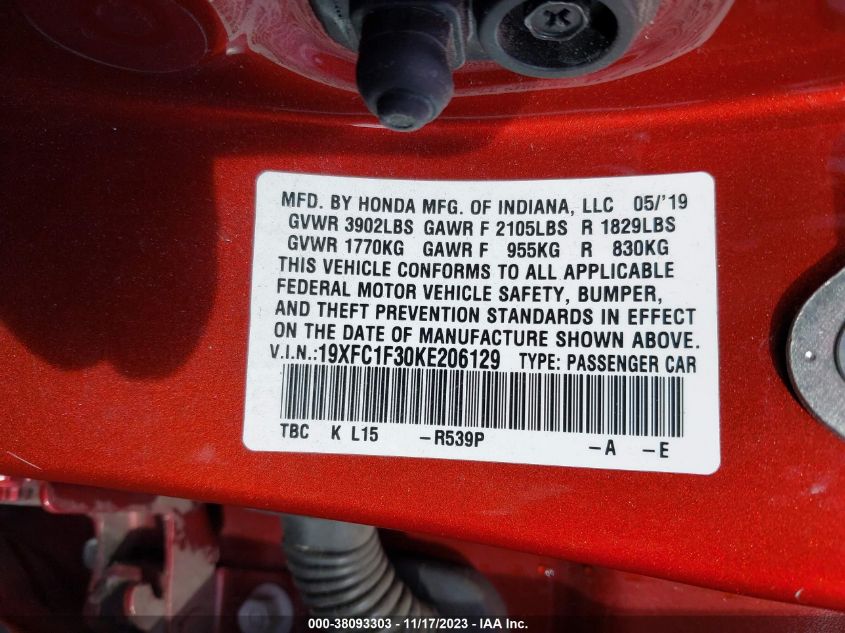 MFD. BY HONDA MFG. OF INDIANA, LLC 05/'19
GVWR 3902LBS GAWR F 2105LBS R 1829LBS
GVWR 1770KG GAWR F 955KG R 830KG
THIS VEHICLE CONFORMS TO ALL APPLICABLE
FEDERAL MOTOR VEHICLE SAFETY, BUMPER,
AND THEFT PREVENTION STANDARDS IN EFFECT
ON THE DATE OF MANUFACTURE SHOWN ABOVE.
V.I.N.:19XFC1F30KE206129 TYPE: PASSENGER CAR
TBC K L15 -R539P -A -E
000-38093303 - 11/17/2023 - IAA Inc.